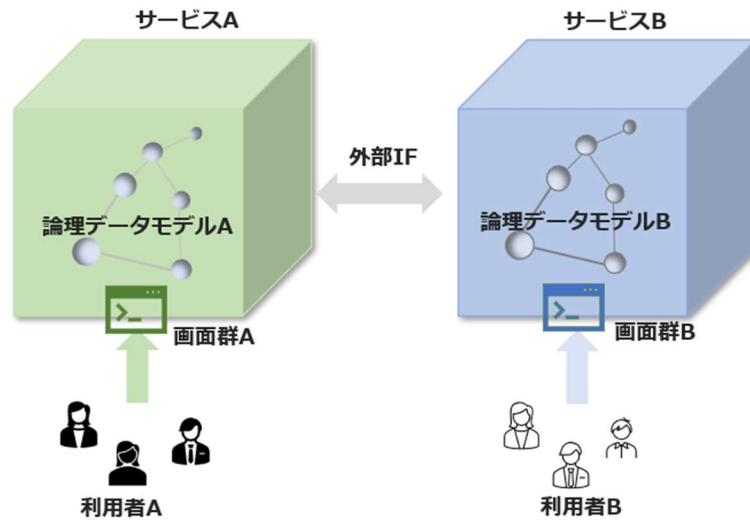 サービスA
サービスB
外部IF
論理データモデルA
論理データモデルB
画面群A
画面群B
利用者A
利用者B